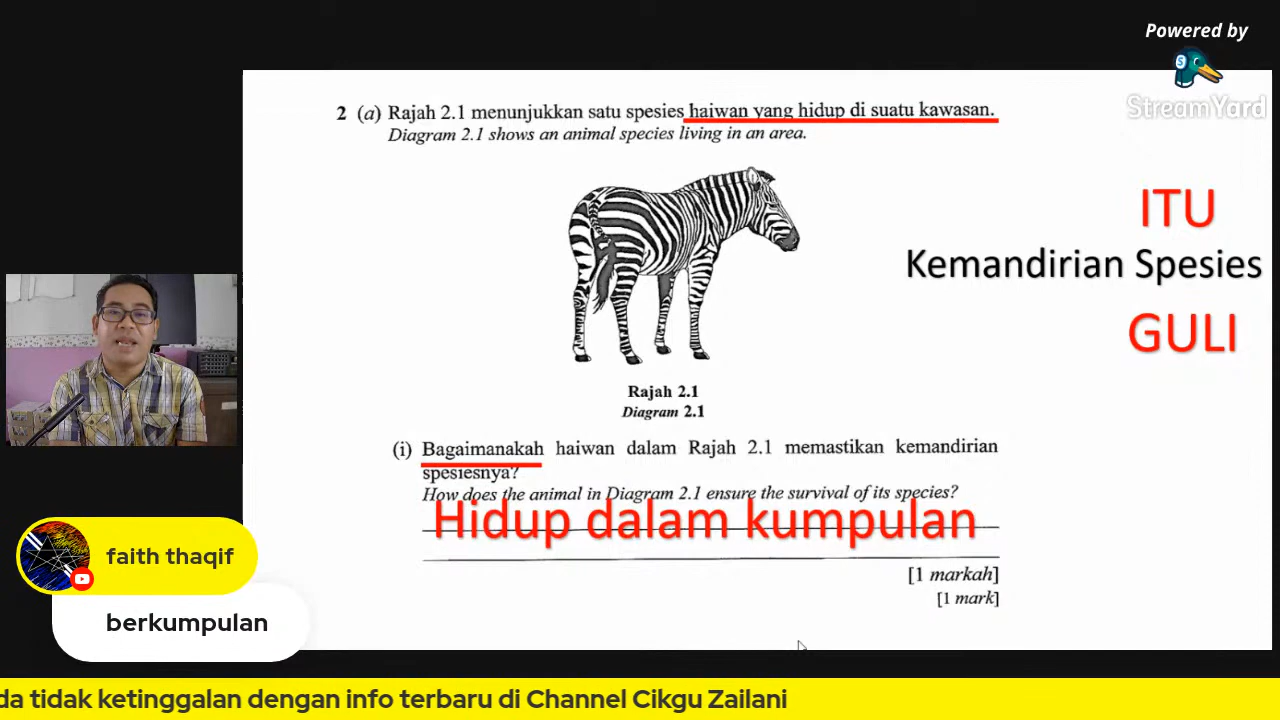 Powered by
StreamYard
2 (a) Rajah 2.1 menunjukkan satu spesies haiwan yang hidup di suatu kawasan.
Diagram 2.1 shows an animal species living in an area.
ITU
Kemandirian Spesies
GULI
Rajah 2.1
Diagram 2.1
(i) Bagaimanakah haiwan dalam Rajah 2.1 memastikan kemandirian
spesiesnya?
How does the animal in Diagram 2.1 ensure the survival of its species?
Hidup dalam kumpulan
[1 markah]
[1 mark]
faith thaqif
berkumpulan
da tidak ketinggalan dengan info terbaru di Channel Cikgu Zailani